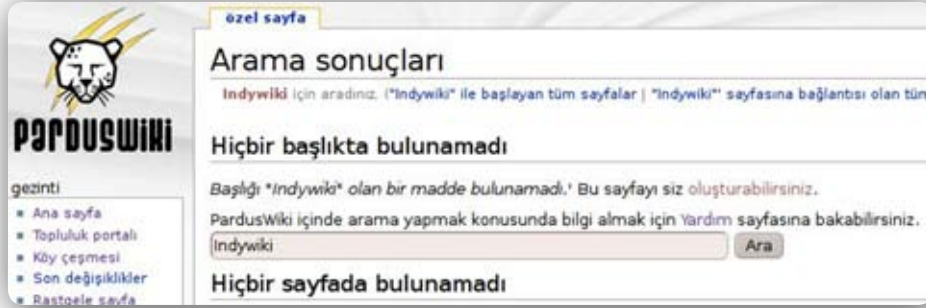 özel sayfa
Arama sonuçları
Indywiki için aradınız. ("Indywiki" ile başlayan tüm sayfalar | "Indywiki"' sayfasına bağlantısı olan tüm
PARDUSWIKI
Hiçbir başlıkta bulunamadı
gezinti
Başlığı "Indywiki" olan bir madde bulunamadı.' Bu sayfayı siz oluşturabilirsiniz.
Ana sayfa
PardusWiki içinde arama yapmak konusunda bilgi almak için Yardım sayfasına bakabilirsiniz.
Topluluk portalı
Indywiki Ara
Köy çeşmesi
Son değişiklikler
Hiçbir sayfada bulunamadı
Rastgele sayfa